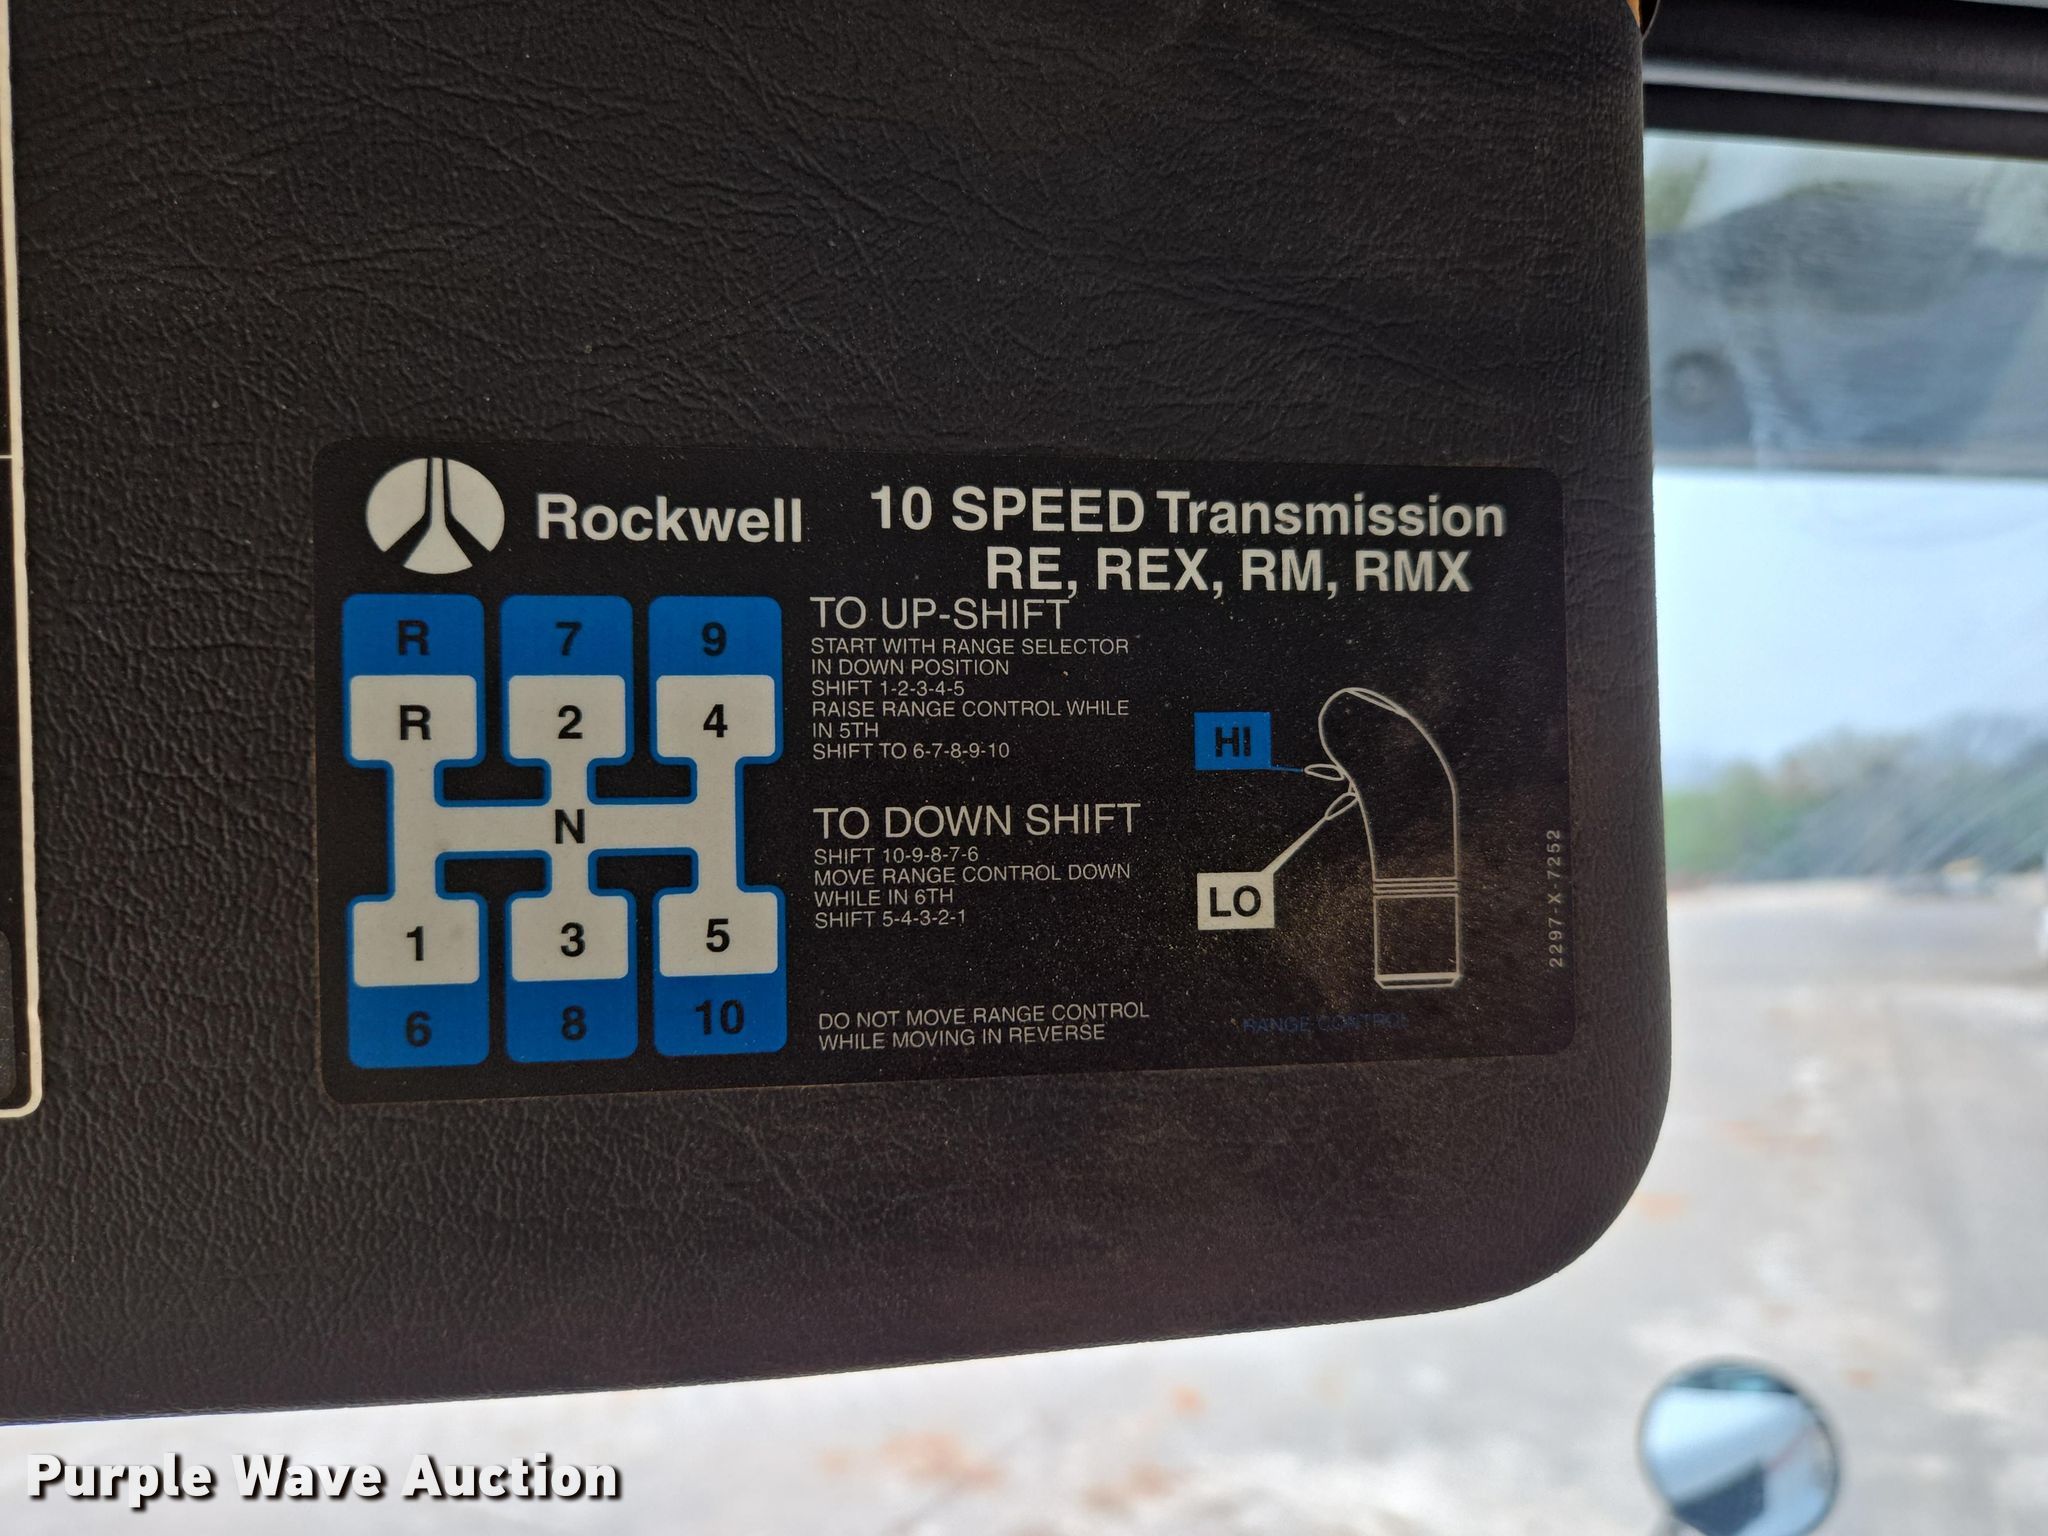 Rockwell
10 SPEED Transmission
RE, REX, RM, RMX
R 7 9
R 2 4
N
1 3 5
6 8 10
TO UP-SHIFT
START WITH RANGE SELECTOR
IN DOWN POSITION
SHIFT 1-2-3-4-5
RAISE RANGE CONTROL WHILE
IN 5TH
SHIFT TO 6-7-8-9-10
TO DOWN SHIFT
SHIFT 10-9-8-7-6
MOVE RANGE CONTROL DOWN
WHILE IN 6TH
SHIFT 5-4-3-2-1
DO NOT MOVE RANGE CONTROL
WHILE MOVING IN REVERSE
HI
LO
RANGE CONTROL
2297-X-7252
Purple Wave Auction